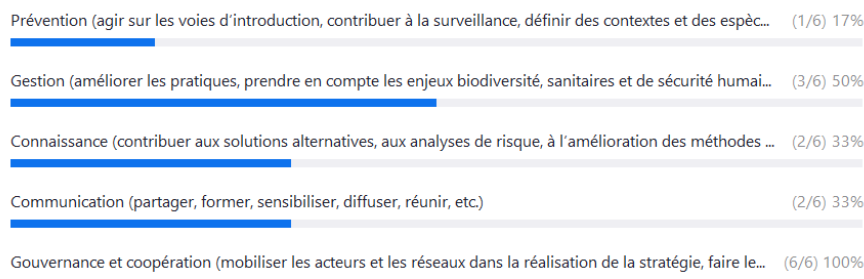 Prévention (agir sur les voies d'introduction, contribuer à la surveillance, définir des contextes et des espèc... (1/6) 17%
Gestion (améliorer les pratiques, prendre en compte les enjeux biodiversité, sanitaires et de sécurité humai... (3/6) 50%
Connaissance (contribuer aux solutions alternatives, aux analyses de risque, à l'amélioration des méthodes ... (2/6) 33%
Communication (partager, former, sensibiliser, diffuser, réunir, etc.) (2/6) 33%
Gouvernance et coopération (mobiliser les acteurs et les réseaux dans la réalisation de la stratégie, faire le... (6/6) 100%